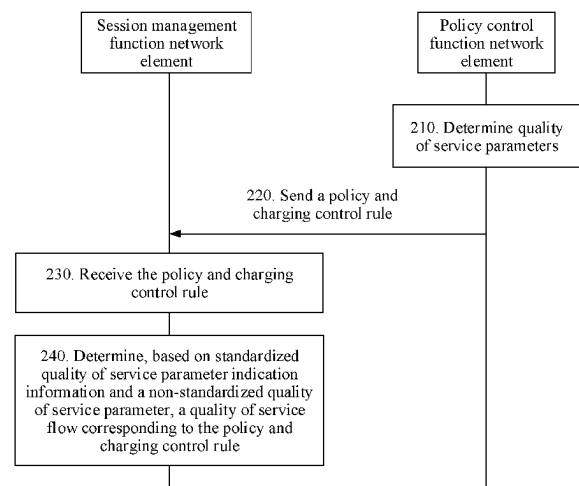 Session management
function network
element
Policy control
function network
element
210. Determine quality
of service parameters
220. Send a policy and
charging control rule
230. Receive the policy and charging
control rule
240. Determine, based on standardized
quality of service parameter indication
information and a non-standardized quality
of service parameter, a quality of service
flow corresponding to the policy and
charging control rule